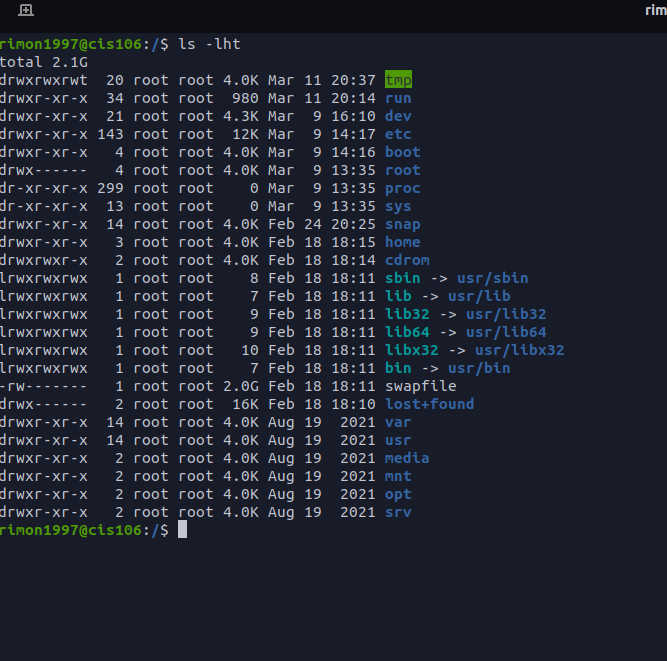 rim
rimon1997@cis106:/$ ls -lht
total 2.1G
drwxrwxrwt  20 root root 4.0K Mar 11 20:37 tmp
drwxr-xr-x  34 root root  980 Mar 11 20:14 run
drwxr-xr-x  21 root root 4.3K Mar  9 16:10 dev
drwxr-xr-x 143 root root  12K Mar  9 14:17 etc
drwxr-xr-x   4 root root 4.0K Mar  9 14:16 boot
drwx------   4 root root 4.0K Mar  9 13:35 root
dr-xr-xr-x 299 root root    0 Mar  9 13:35 proc
dr-xr-xr-x  13 root root    0 Mar  9 13:35 sys
drwxr-xr-x  14 root root 4.0K Feb 24 20:25 snap
drwxr-xr-x   3 root root 4.0K Feb 18 18:15 home
drwxrwxr-x   2 root root 4.0K Feb 18 18:14 cdrom
lrwxrwxrwx   1 root root    8 Feb 18 18:11 sbin -> usr/sbin
lrwxrwxrwx   1 root root    7 Feb 18 18:11 lib -> usr/lib
lrwxrwxrwx   1 root root    9 Feb 18 18:11 lib32 -> usr/lib32
lrwxrwxrwx   1 root root    9 Feb 18 18:11 lib64 -> usr/lib64
lrwxrwxrwx   1 root root   10 Feb 18 18:11 libx32 -> usr/libx32
lrwxrwxrwx   1 root root    7 Feb 18 18:11 bin -> usr/bin
-rw-------   1 root root 2.0G Feb 18 18:11 swapfile
drwx------   2 root root  16K Feb 18 18:10 lost+found
drwxr-xr-x  14 root root 4.0K Aug 19  2021 var
drwxr-xr-x  14 root root 4.0K Aug 19  2021 usr
drwxr-xr-x   2 root root 4.0K Aug 19  2021 media
drwxr-xr-x   2 root root 4.0K Aug 19  2021 mnt
drwxr-xr-x   2 root root 4.0K Aug 19  2021 opt
drwxr-xr-x   2 root root 4.0K Aug 19  2021 srv
rimon1997@cis106:/$